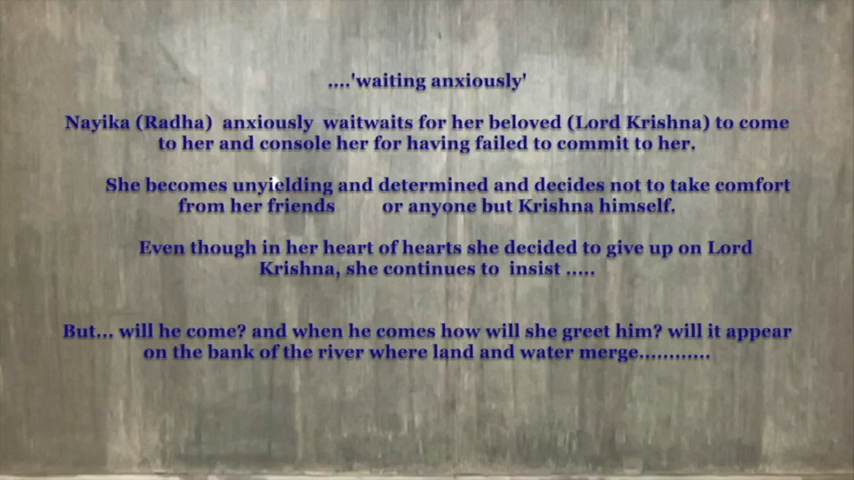 ....'waiting anxiously'
Nayika (Radha) anxiously waitwaits for her beloved (Lord Krishna) to come
to her and console her for having failed to commit to her.
She becomes unyielding and determined and decides not to take comfort
from her friends or anyone but Krishna himself.
Even though in her heart of hearts she decided to give up on Lord
Krishna, she continues to insist .....
But... will he come? and when he comes how will she greet him? will it appear
on the bank of the river where land and water merge............